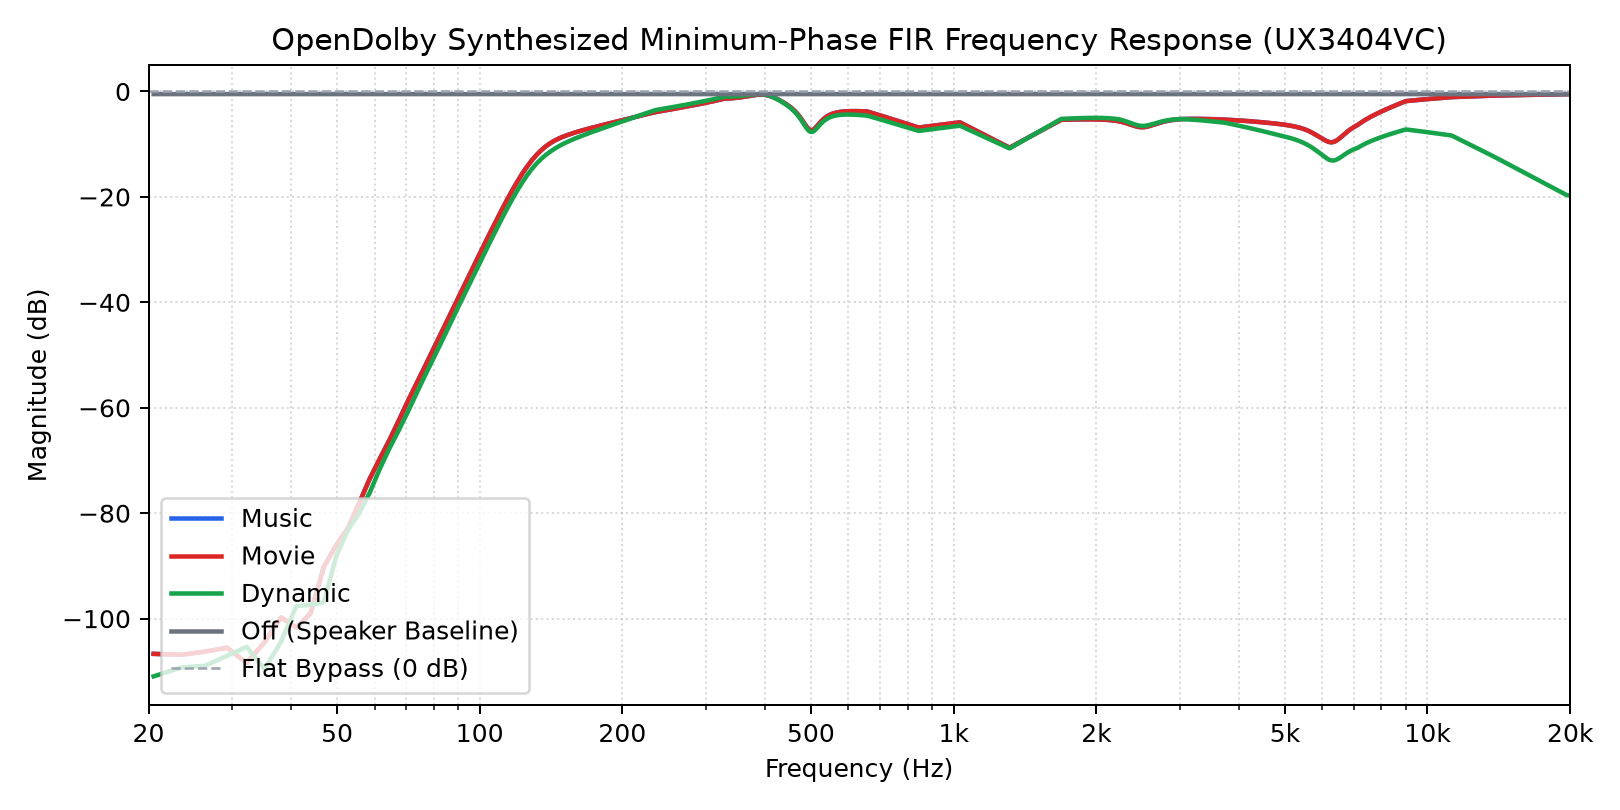 OpenDolby Synthesized Minimum-Phase FIR Frequency Response (UX3404VC)
Magnitude (dB)
0
−20
−40
−60
−80
−100
Music
Movie
Dynamic
Off (Speaker Baseline)
Flat Bypass (0 dB)
20 50 100 200 500 1k 2k 5k 10k 20k
Frequency (Hz)